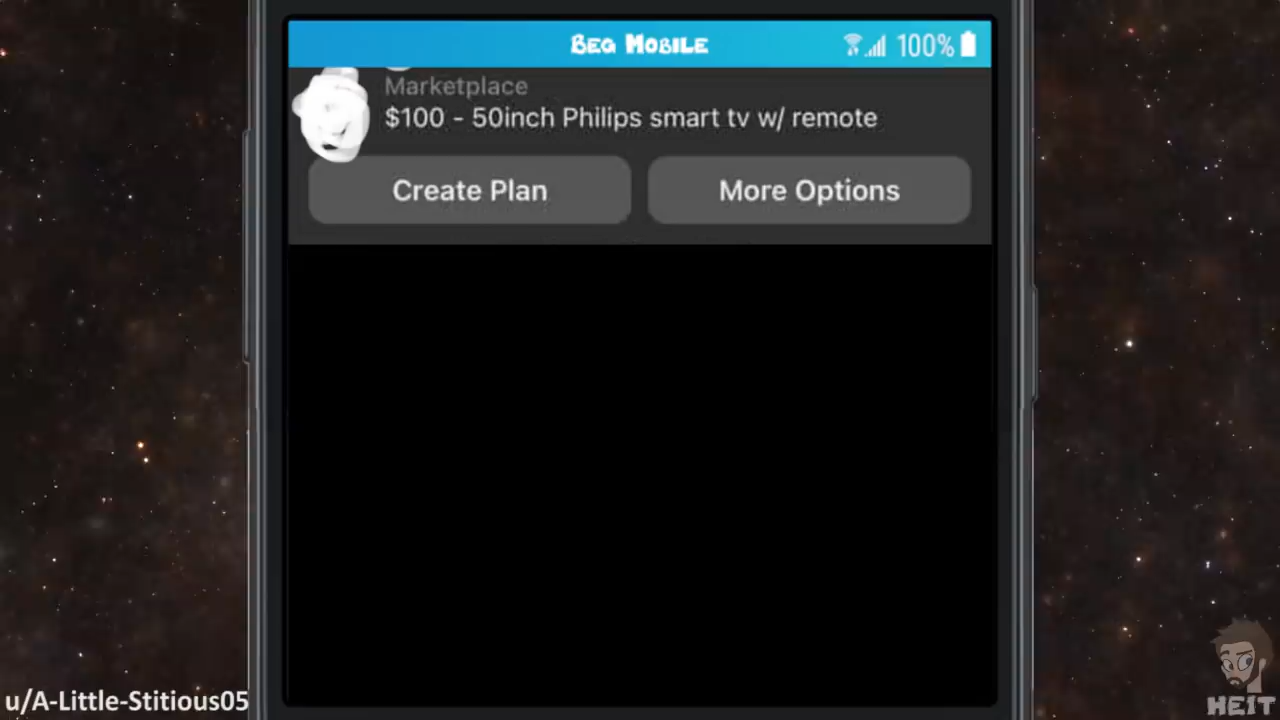 Beg Mobile
100%
Marketplace
$100 - 50inch Philips smart tv w/ remote
Create Plan
More Options
u/A-Little-Stitious05
HEIT